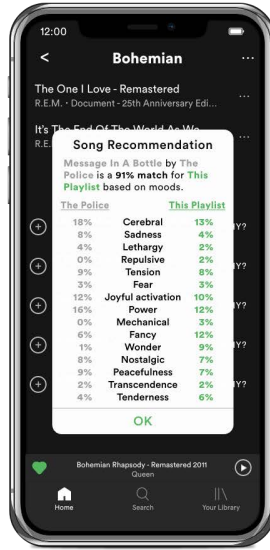 12:00
< Bohemian ...
The One I Love - Remastered
R.E.M. • Document - 25th Anniversary Edi...
It's The End Of The World As We
R.E.
Song Recommendation
Message In A Bottle by The
Police is a 91% match for This
Playlist based on moods.
The Police This Playlist
18% Cerebral 13%
8% Sadness 4%
4% Lethargy 2%
0% Repulsive 2%
9% Tension 8%
3% Fear 3%
12% Joyful activation 10%
16% Power 12%
0% Mechanical 3%
6% Fancy 12%
1% Wonder 9%
8% Nostalgic 7%
9% Peacefulness 7%
2% Transcendence 2%
4% Tenderness 6%
OK
Y?
Y?
Y?
Y?
Y?
Bohemian Rhapsody - Remastered 2011
Queen
Home Search Your Library